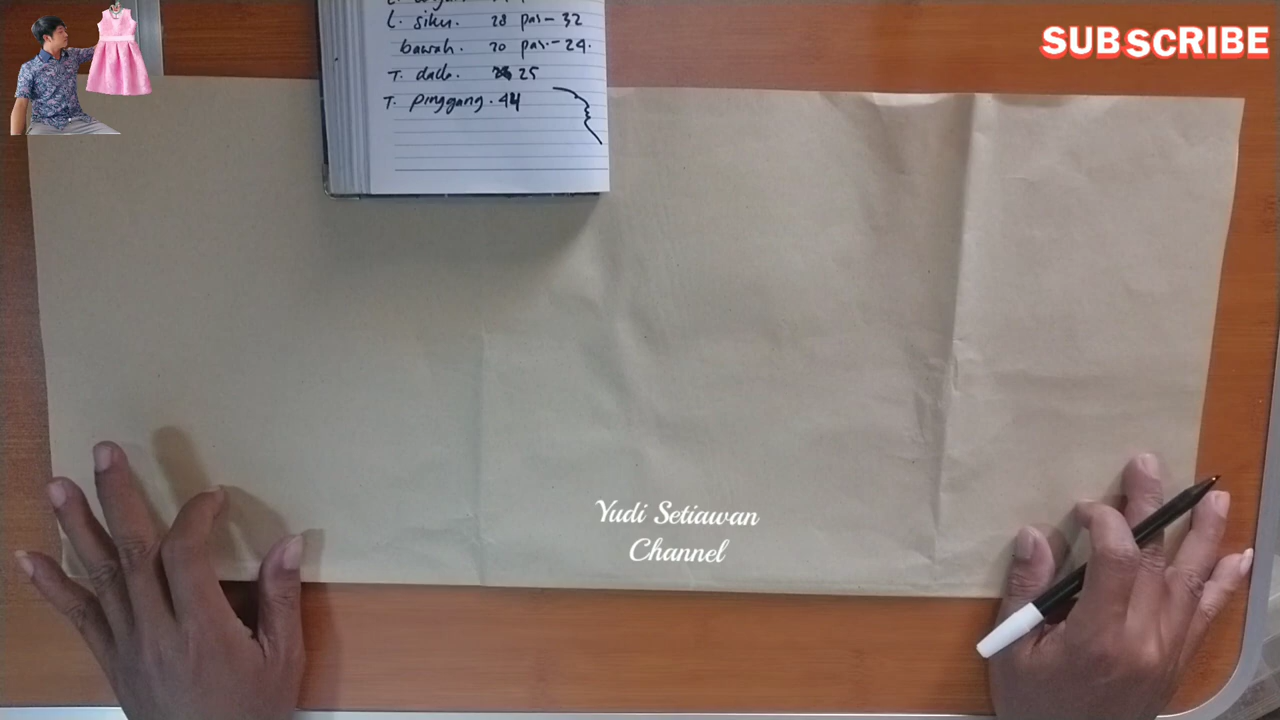 SUBSCRIBE
L. siku. 28 pas - 32
bawah. 20 pas. - 24.
T. dada. 25
T. pinggang. 44
Yudi Setiawan
Channel